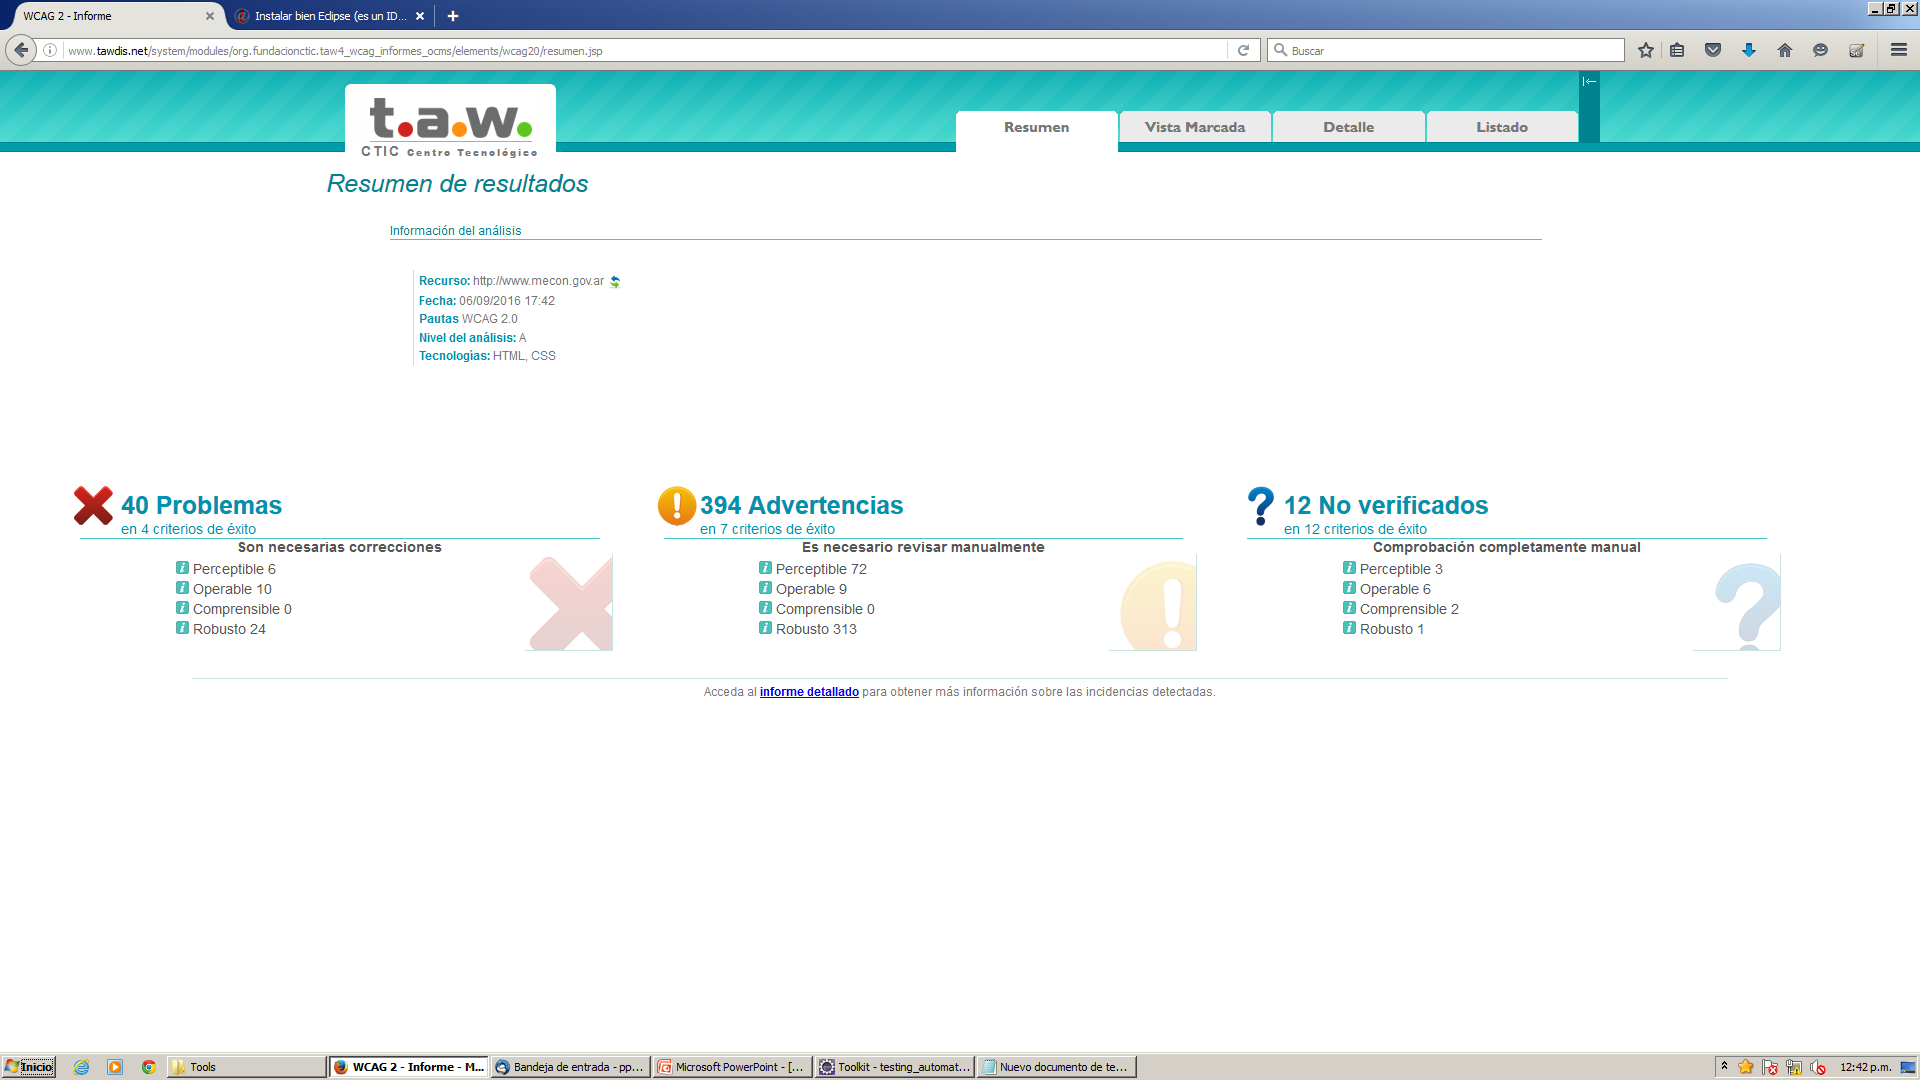 WCAG 2 - Informe
Instalar bien Eclipse (es un ID...
www.tawdis.net/system/modules/org.fundacionctic.taw4_wcag_informes_ocms/elements/wcag20/resumen.jsp
Buscar
t.a.w.
CTIC Centro Tecnológico
Resumen
Vista Marcada
Detalle
Listado
Resumen de resultados
Información del análisis
Recurso: http://www.mecon.gov.ar
Fecha: 06/09/2016 17:42
Pautas WCAG 2.0
Nivel del análisis: A
Tecnologías: HTML, CSS
40 Problemas
en 4 criterios de éxito
Son necesarias correcciones
Perceptible 6
Operable 10
Comprensible 0
Robusto 24
394 Advertencias
en 7 criterios de éxito
Es necesario revisar manualmente
Perceptible 72
Operable 9
Comprensible 0
Robusto 313
12 No verificados
en 12 criterios de éxito
Comprobación completamente manual
Perceptible 3
Operable 6
Comprensible 2
Robusto 1
Acceda al informe detallado para obtener más información sobre las incidencias detectadas.
Inicio
Tools
WCAG 2 - Informe - M...
Bandeja de entrada - pp...
Microsoft PowerPoint - [...
Toolkit - testing_automat...
Nuevo documento de te...
12:42 p.m.